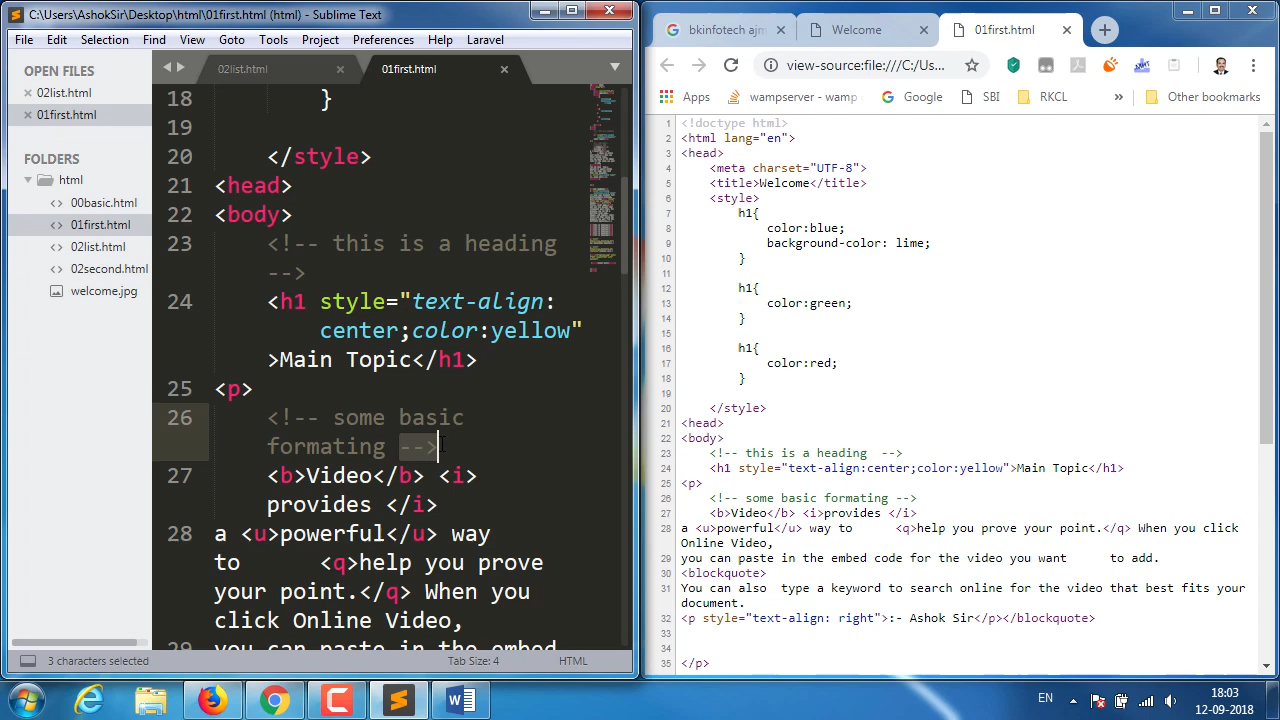 C:\Users\AshokSir\Desktop\html\01first.html (html) - Sublime Text
File Edit Selection Find View Goto Tools Project Preferences Help Laravel
OPEN FILES
02list.html
01first.html
FOLDERS
html
00basic.html
01first.html
02list.html
02second.html
welcome.jpg
02list.html
01first.html
18 }
19
20 </style>
21 <head>
22 <body>
23 <!-- this is a heading
-->
24 <h1 style="text-align:
center;color:yellow"
>Main Topic</h1>
25 <p>
26 <!-- some basic
formating -->
27 <b>Video</b> <i>
provides </i>
28 a <u>powerful</u> way
to <q>help you prove
your point.</q> When you
click Online Video,
29 you can paste in the embed
3 characters selected
Tab Size: 4
HTML
bkinfotech ajm
Welcome
01first.html
view-source:file:///C:/Us...
Apps
wampserver - wamp
Google
SBI
RKCL
»
Other bookmarks
1 <!doctype html>
2 <html lang="en">
3 <head>
4 <meta charset="UTF-8">
5 <title>Welcome</title>
6 <style>
7 h1{
8 color:blue;
9 background-color: lime;
10 }
11
12 h1{
13 color:green;
14 }
15
16 h1{
17 color:red;
18 }
19
20 </style>
21 <head>
22 <body>
23 <!-- this is a heading -->
24 <h1 style="text-align:center;color:yellow">Main Topic</h1>
25 <p>
26 <!-- some basic formating -->
27 <b>Video</b> <i>provides </i>
28 a <u>powerful</u> way to <q>help you prove your point.</q> When you click
Online Video,
29 you can paste in the embed code for the video you want to add.
30 <blockquote>
31 You can also type a keyword to search online for the video that best fits your
document.
32 <p style="text-align: right">:- Ashok Sir</p></blockquote>
33
34
35 </p>
EN
18:03
12-09-2018